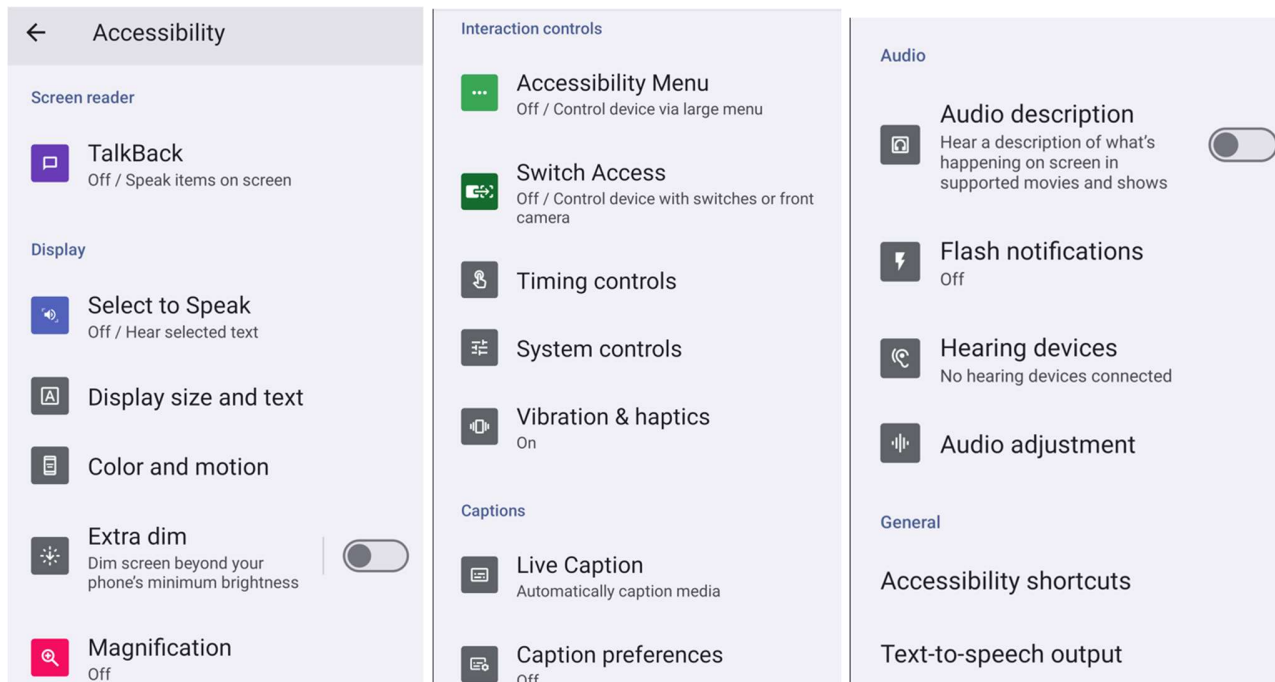 Accessibility
Screen reader
TalkBack
Off / Speak items on screen
Display
Select to Speak
Off / Hear selected text
Display size and text
Color and motion
Extra dim
Dim screen beyond your
phone's minimum brightness
Magnification
Off
Interaction controls
Accessibility Menu
Off / Control device via large menu
Switch Access
Off / Control device with switches or front
camera
Timing controls
System controls
Vibration & haptics
On
Captions
Live Caption
Automatically caption media
Caption preferences
Off
Audio
Audio description
Hear a description of what's
happening on screen in
supported movies and shows
Flash notifications
Off
Hearing devices
No hearing devices connected
Audio adjustment
General
Accessibility shortcuts
Text-to-speech output